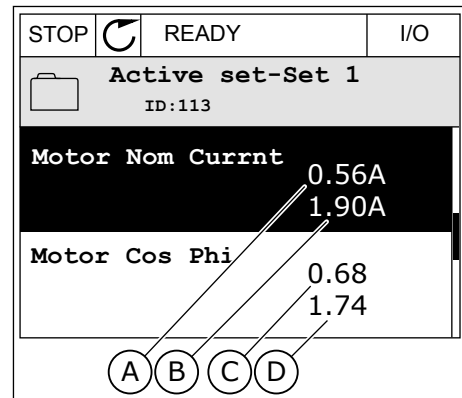 STOP READY I/O
Active set-Set 1
ID:113
Motor Nom Currnt
0.56A
1.90A
Motor Cos Phi
0.68
1.74
A B C D